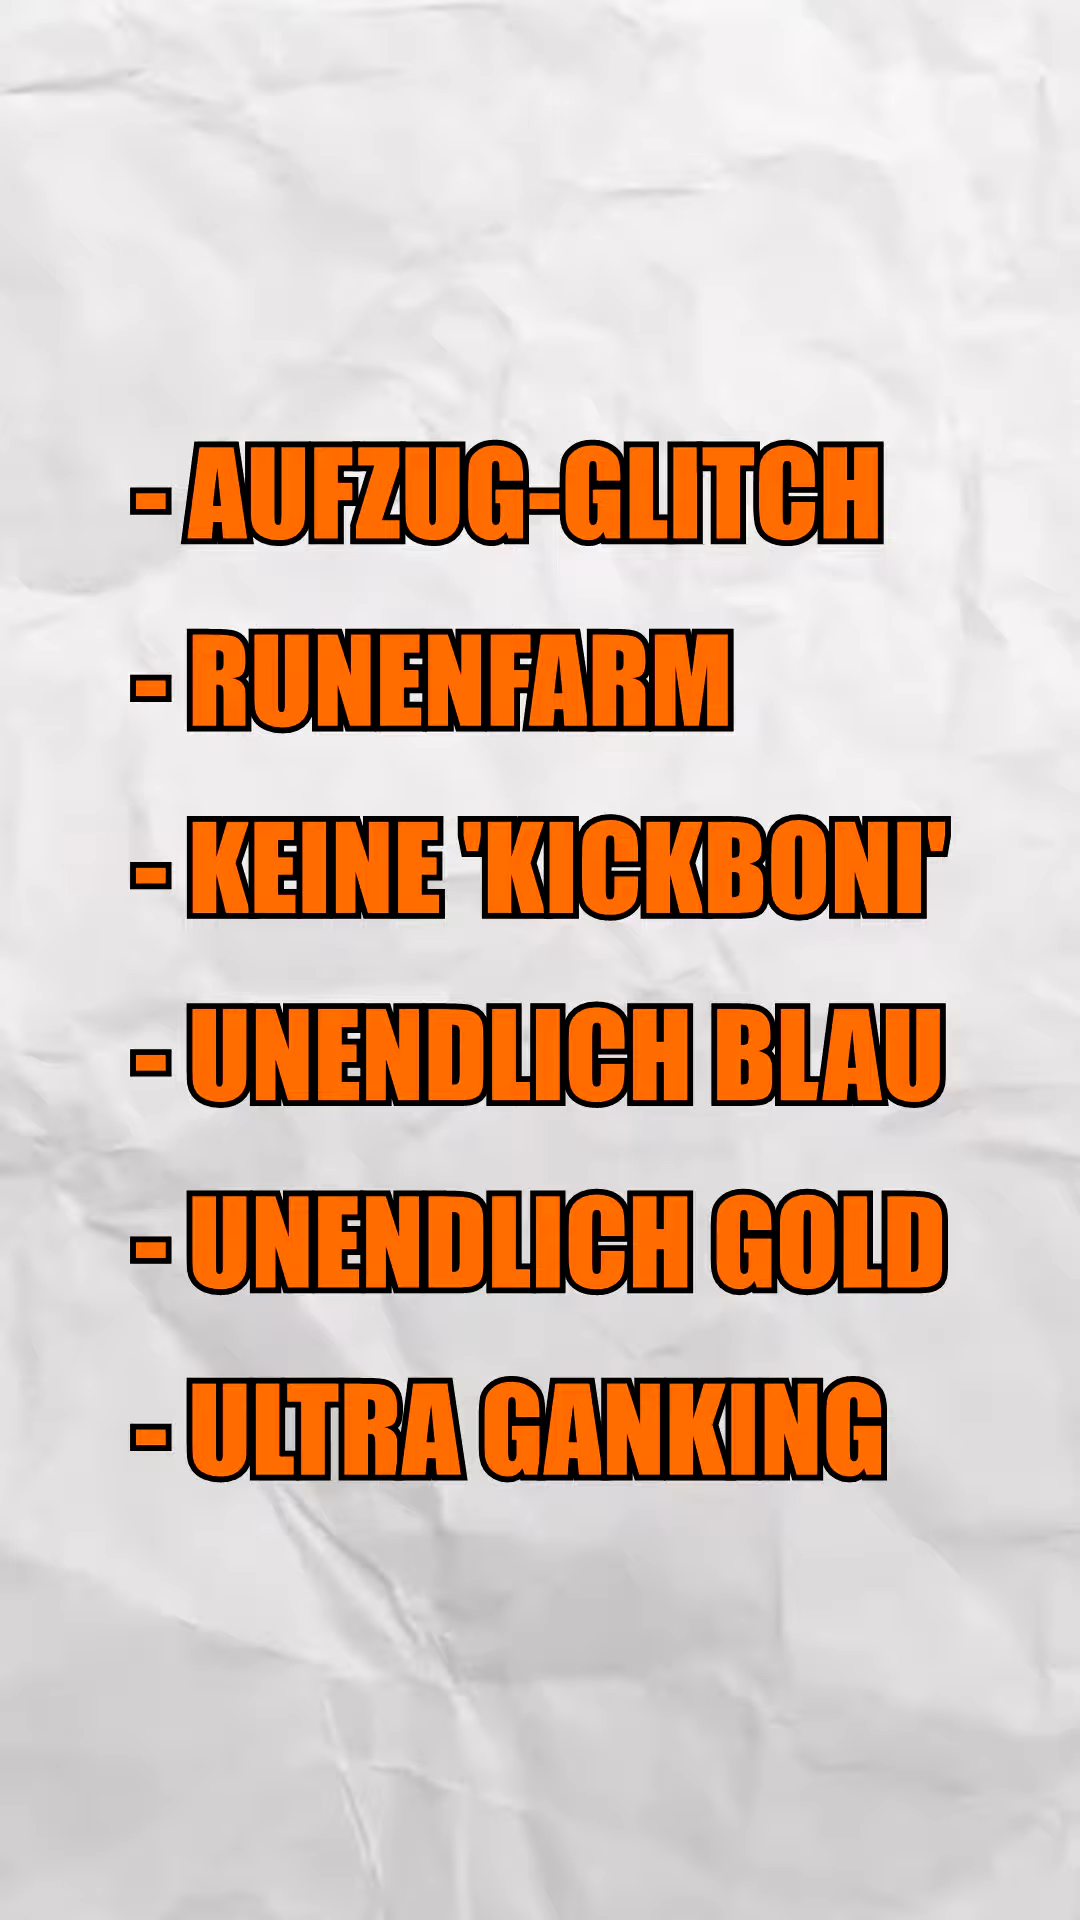 - AUFZUG-GLITCH
- RUNENFARM
- KEINE 'KICKBONI'
- UNENDLICH BLAU
- UNENDLICH GOLD
- ULTRA GANKING